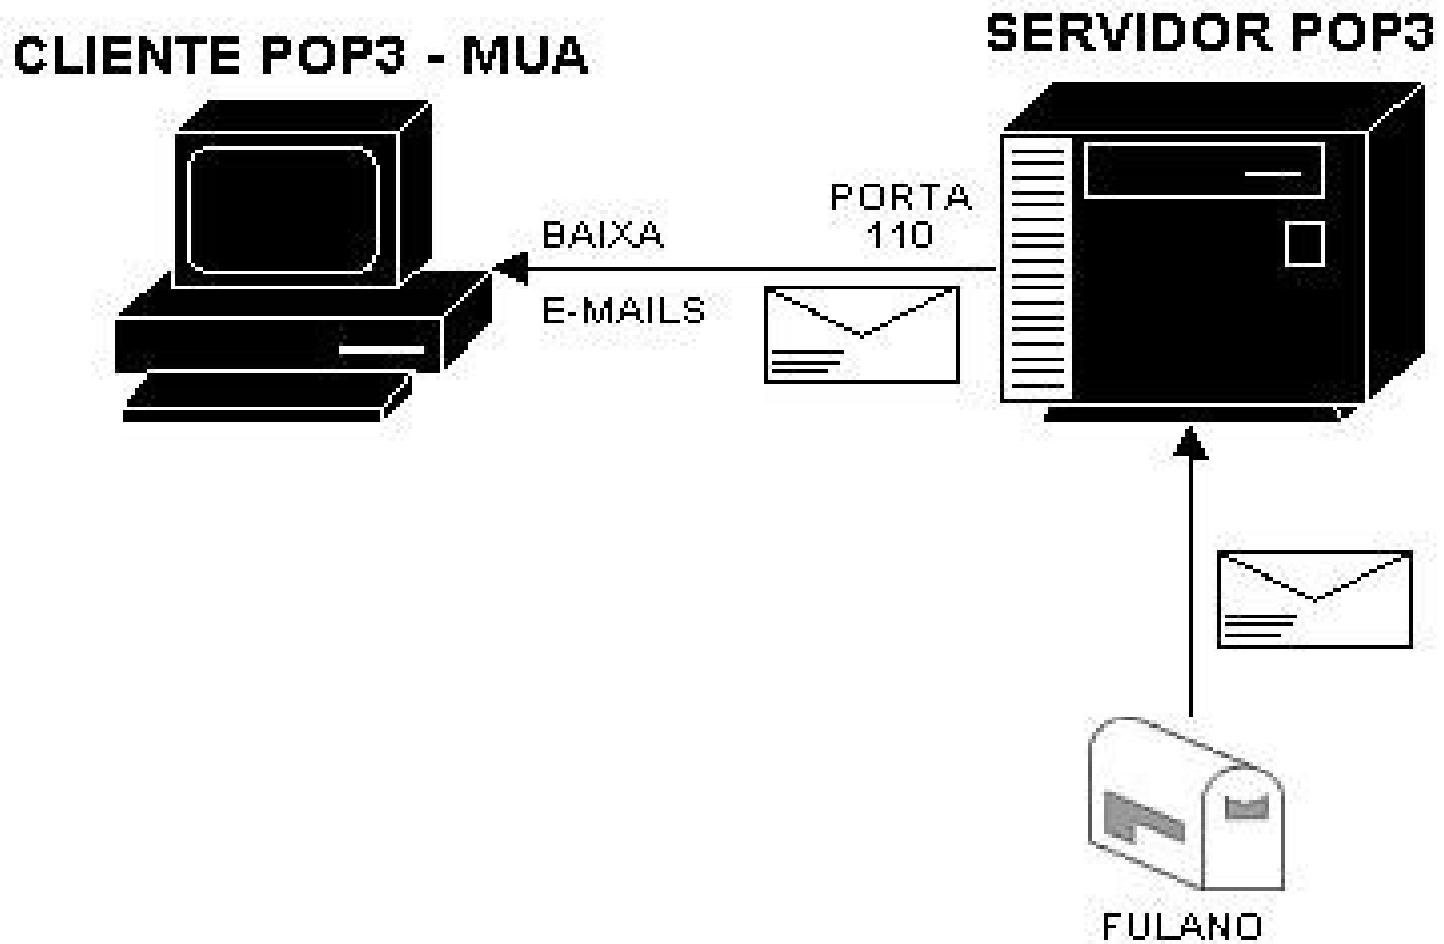 CLIENTE POP3 - MUA
SERVIDOR POP3
PORTA
110
BAIXA
E-MAILS
FULANO